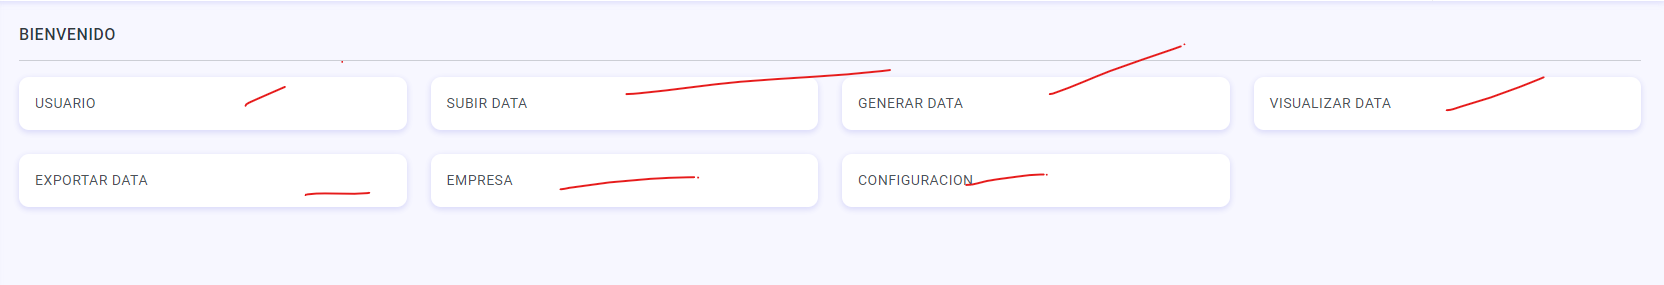 BIENVENIDO
USUARIO
SUBIR DATA
GENERAR DATA
VISUALIZAR DATA
EXPORTAR DATA
EMPRESA
CONFIGURACION